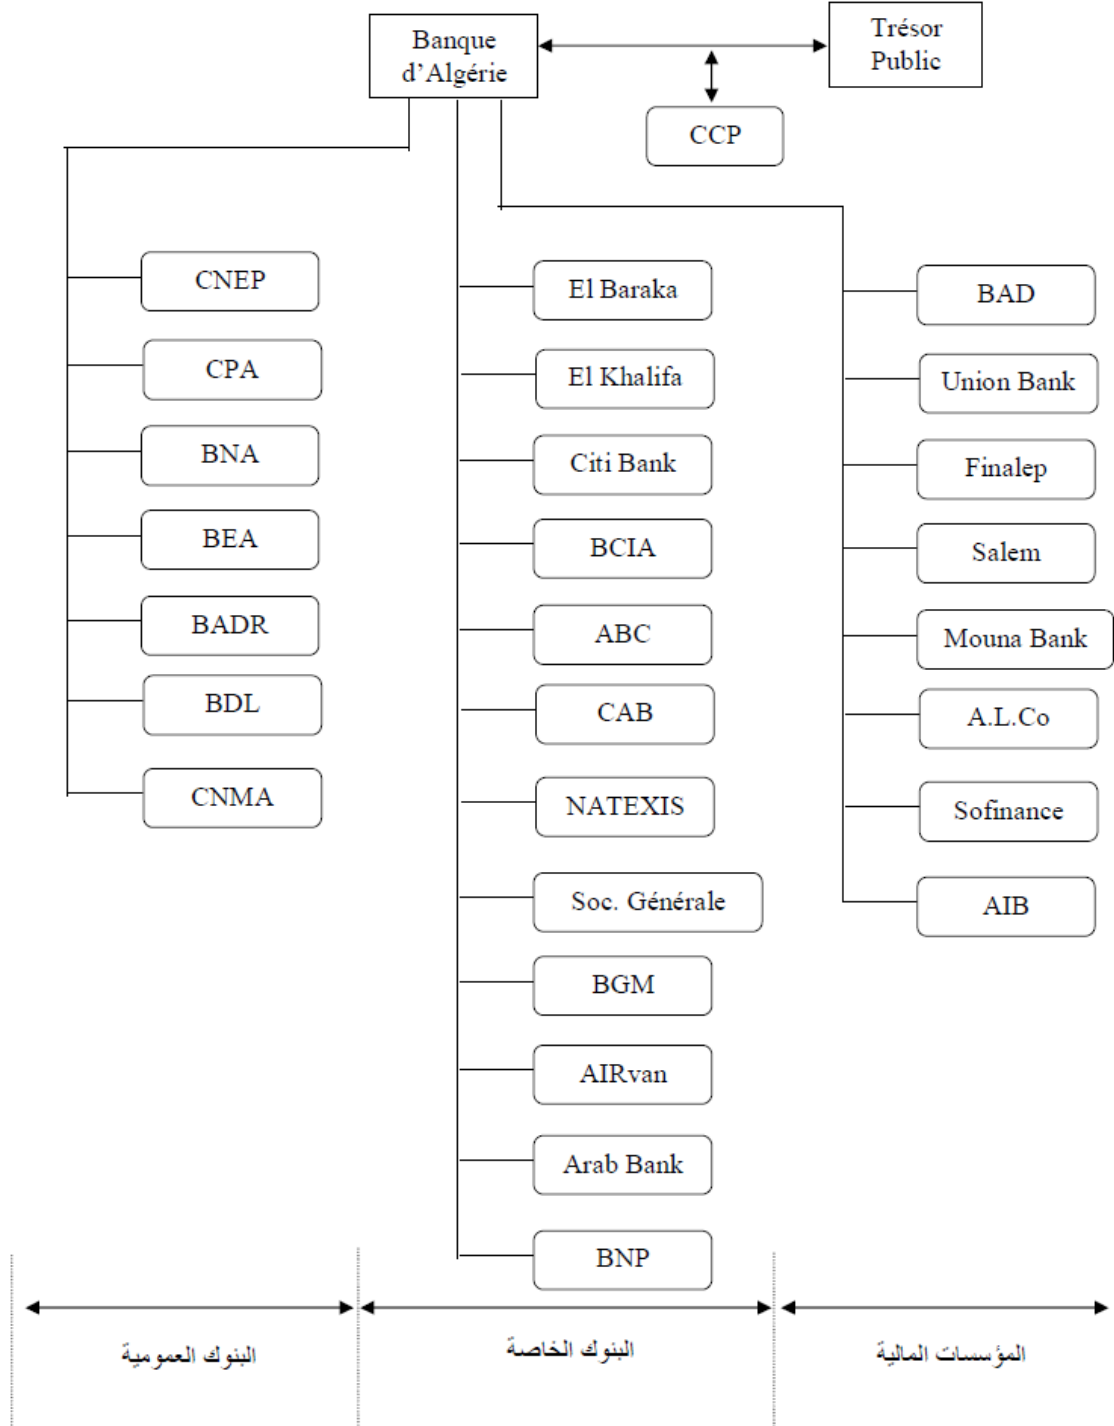 Banque
d’Algérie
Trésor
Public
CCP
CNEP
CPA
BNA
BEA
BADR
BDL
CNMA
El Baraka
El Khalifa
Citi Bank
BCIA
ABC
CAB
NATEXIS
Soc. Générale
BGM
AIRvan
Arab Bank
BNP
BAD
Union Bank
Finalep
Salem
Mouna Bank
A.L.Co
Sofinance
AIB
البنوك العمومية
البنوك الخاصة
المؤسسات المالية